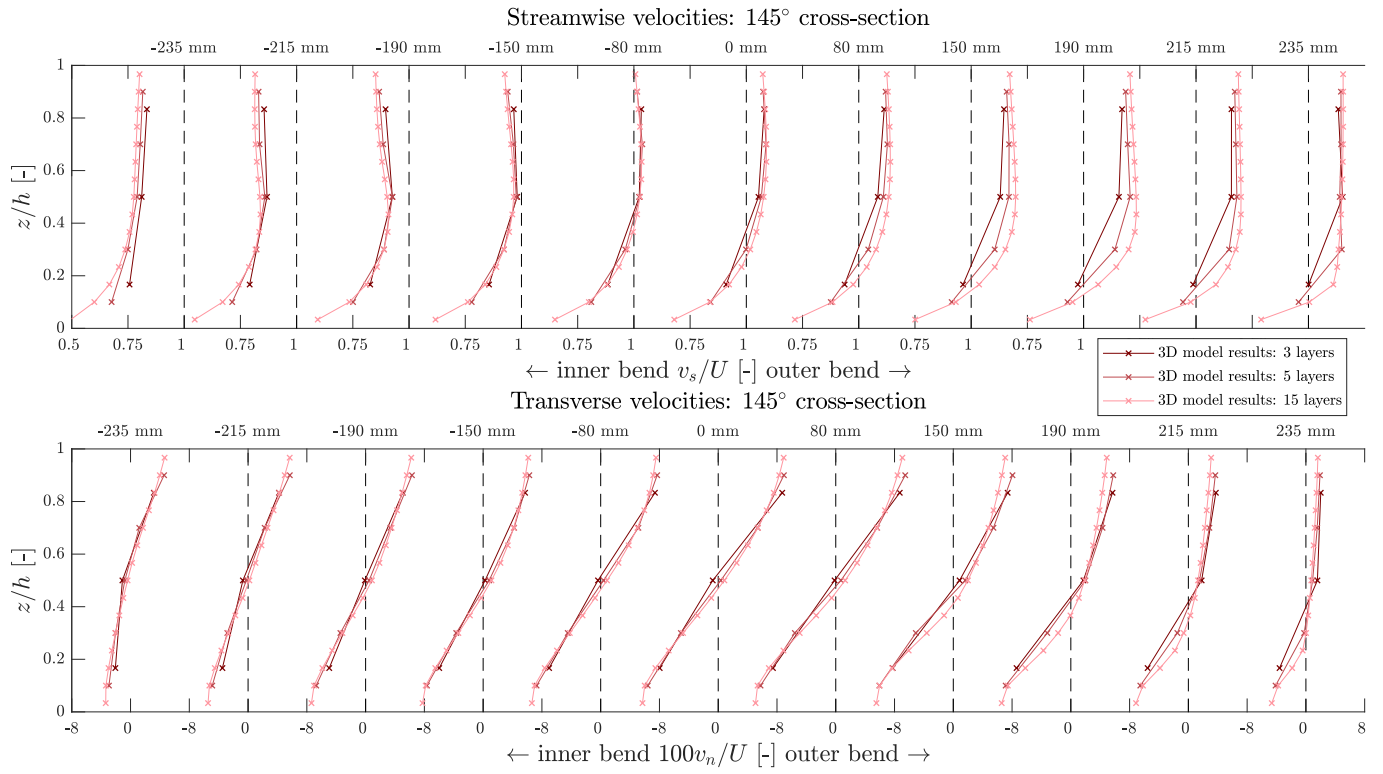 Streamwise velocities: 145° cross-section
-235 mm -215 mm -190 mm -150 mm -80 mm 0 mm 80 mm 150 mm 190 mm 215 mm 235 mm
1
0.8
0.6
0.4
0.2
0
z/h [-]
0.5 0.75 1 0.75 1 0.75 1 0.75 1 0.75 1 0.75 1 0.75 1 0.75 1 0.75 1
← inner bend v_s/U [-] outer bend →
3D model results: 3 layers
3D model results: 5 layers
3D model results: 15 layers
Transverse velocities: 145° cross-section
-235 mm -215 mm -190 mm -150 mm -80 mm 0 mm 80 mm 150 mm 190 mm 215 mm 235 mm
1
0.8
0.6
0.4
0.2
0
z/h [-]
-8 0 -8 0 -8 0 -8 0 -8 0 -8 0 -8 0 -8 0 -8 0 -8 0 -8 0 8
← inner bend 100v_n/U [-] outer bend →